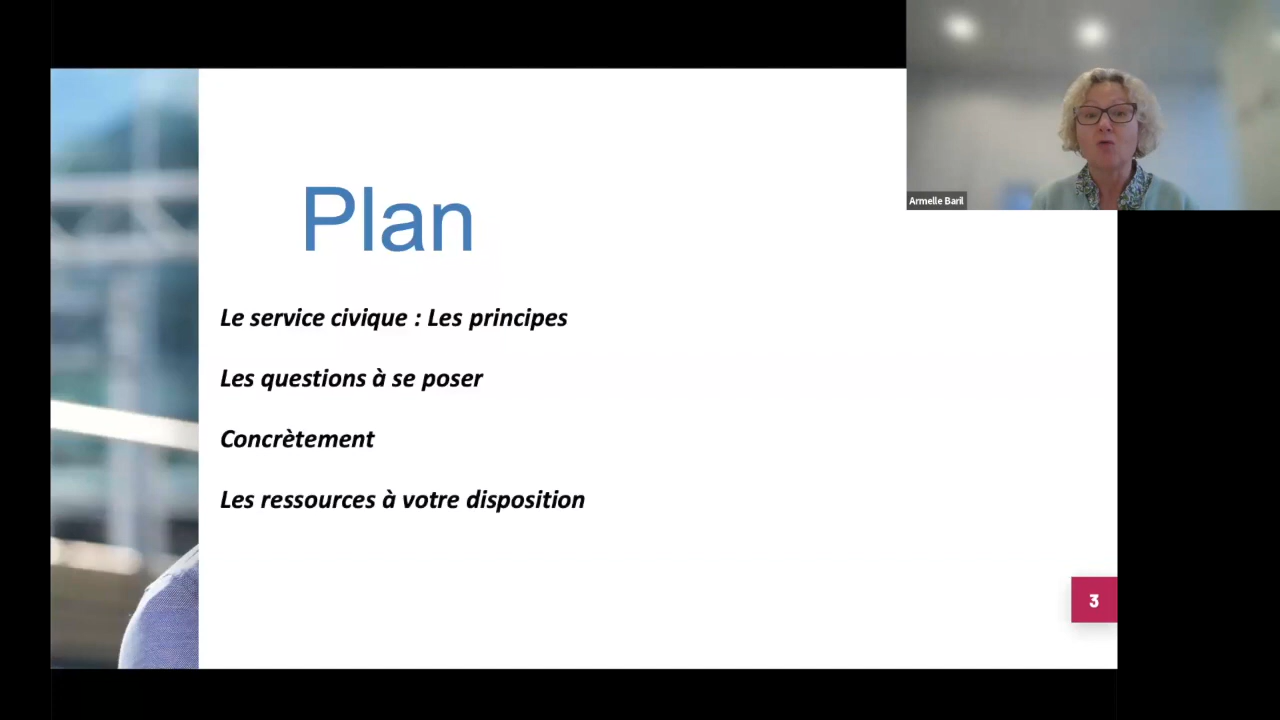 Armelle Baril
Plan
Le service civique : Les principes
Les questions à se poser
Concrètement
Les ressources à votre disposition
3